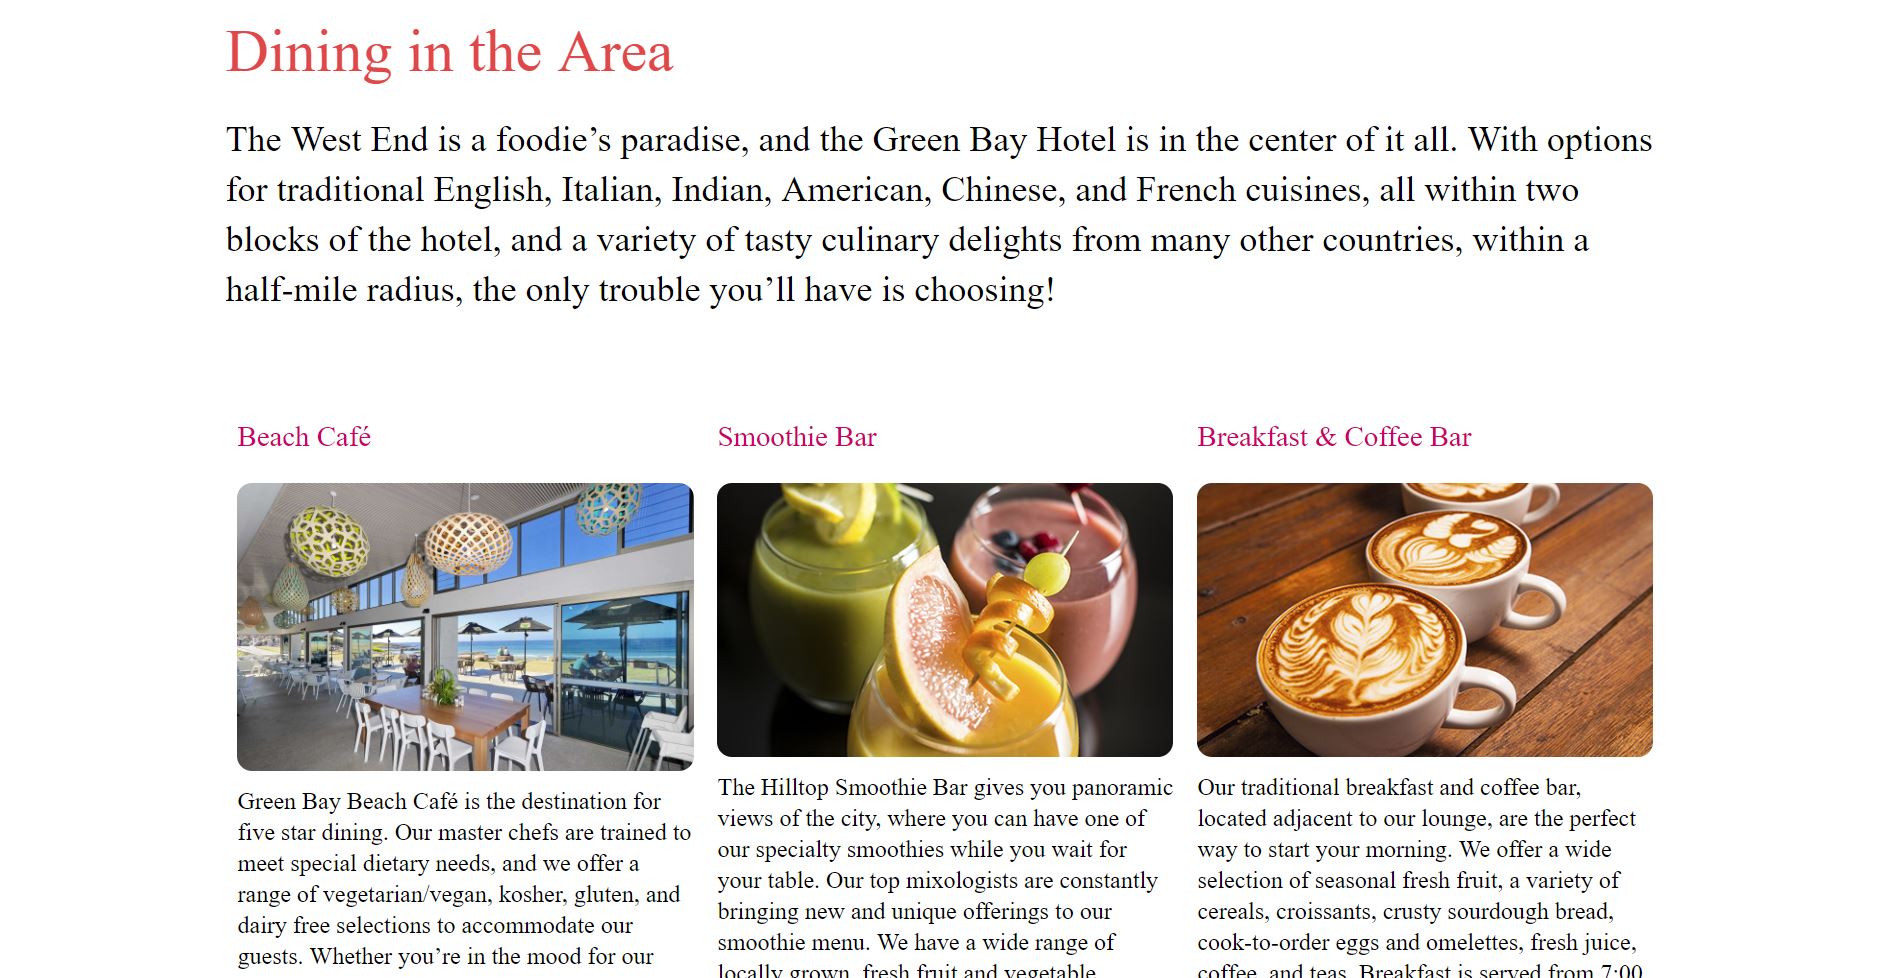 Dining in the Area
The West End is a foodie’s paradise, and the Green Bay Hotel is in the center of it all. With options
for traditional English, Italian, Indian, American, Chinese, and French cuisines, all within two
blocks of the hotel, and a variety of tasty culinary delights from many other countries, within a
half-mile radius, the only trouble you’ll have is choosing!
Beach Café
Green Bay Beach Café is the destination for
five star dining. Our master chefs are trained to
meet special dietary needs, and we offer a
range of vegetarian/vegan, kosher, gluten, and
dairy free selections to accommodate our
guests. Whether you’re in the mood for our
Smoothie Bar
The Hilltop Smoothie Bar gives you panoramic
views of the city, where you can have one of
our specialty smoothies while you wait for
your table. Our top mixologists are constantly
bringing new and unique offerings to our
smoothie menu. We have a wide range of
locally grown, fresh fruit and vegetable
Breakfast & Coffee Bar
Our traditional breakfast and coffee bar,
located adjacent to our lounge, are the perfect
way to start your morning. We offer a wide
selection of seasonal fresh fruit, a variety of
cereals, croissants, crusty sourdough bread,
cook-to-order eggs and omelettes, fresh juice,
coffee, and teas. Breakfast is served from 7:00